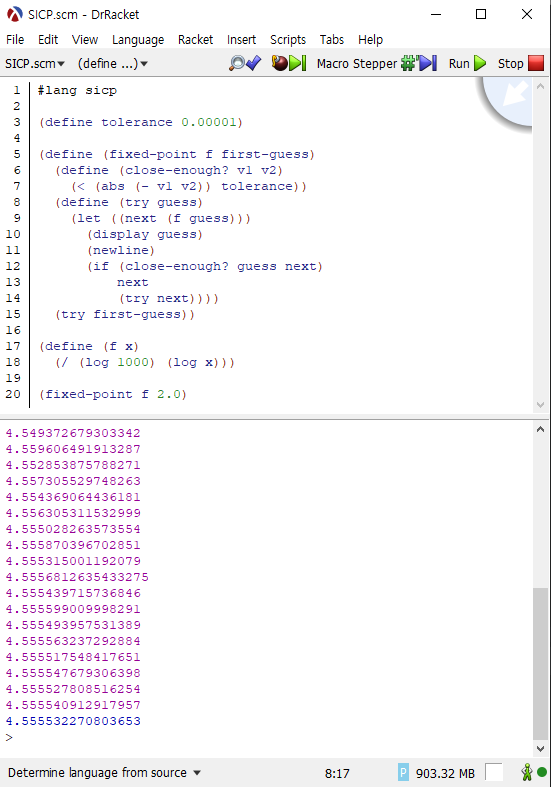 SICP.scm - DrRacket
File Edit View Language Racket Insert Scripts Tabs Help
SICP.scm▾ (define ...)▾ Macro Stepper Run Stop
1 #lang sicp
2
3 (define tolerance 0.00001)
4
5 (define (fixed-point f first-guess)
6   (define (close-enough? v1 v2)
7     (< (abs (- v1 v2)) tolerance))
8   (define (try guess)
9     (let ((next (f guess)))
10       (display guess)
11       (newline)
12       (if (close-enough? guess next)
13           next
14           (try next))))
15   (try first-guess))
16
17 (define (f x)
18   (/ (log 1000) (log x)))
19
20 (fixed-point f 2.0)
4.549372679303342
4.559606491913287
4.552853875788271
4.557305529748263
4.554369064436181
4.556305311532999
4.555028263573554
4.555870396702851
4.555315001192079
4.5556812635433275
4.555439715736846
4.555599009998291
4.555493957531389
4.555563237292884
4.555517548417651
4.555547679306398
4.555527808516254
4.555540912917957
4.555532270803653
>
Determine language from source ▾ 8:17 P 903.32 MB